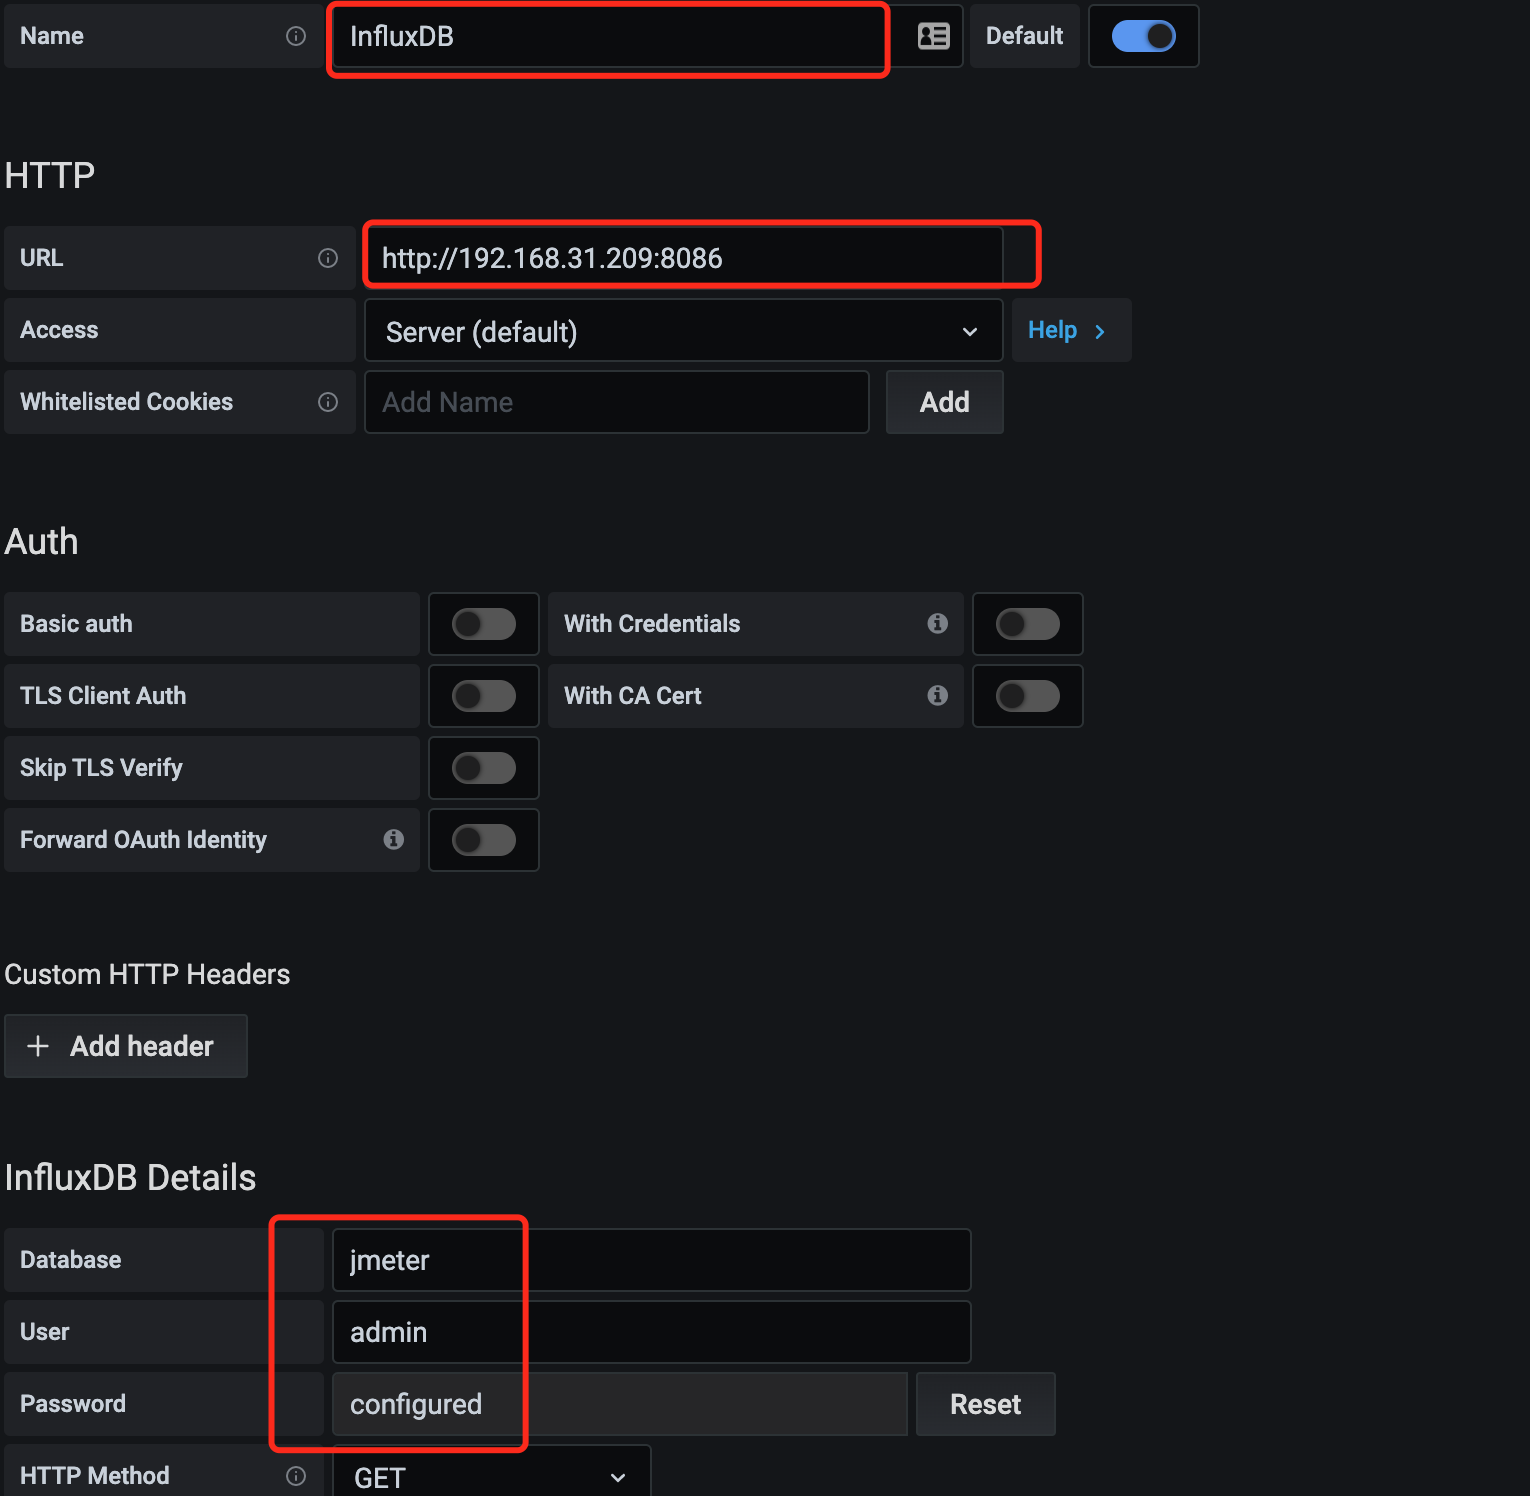 Name InfluxDB Default
HTTP
URL http://192.168.31.209:8086
Access Server (default) Help
Whitelisted Cookies Add Name Add
Auth
Basic auth With Credentials
TLS Client Auth With CA Cert
Skip TLS Verify
Forward OAuth Identity
Custom HTTP Headers
+ Add header
InfluxDB Details
Database jmeter
User admin
Password configured Reset
HTTP Method GET